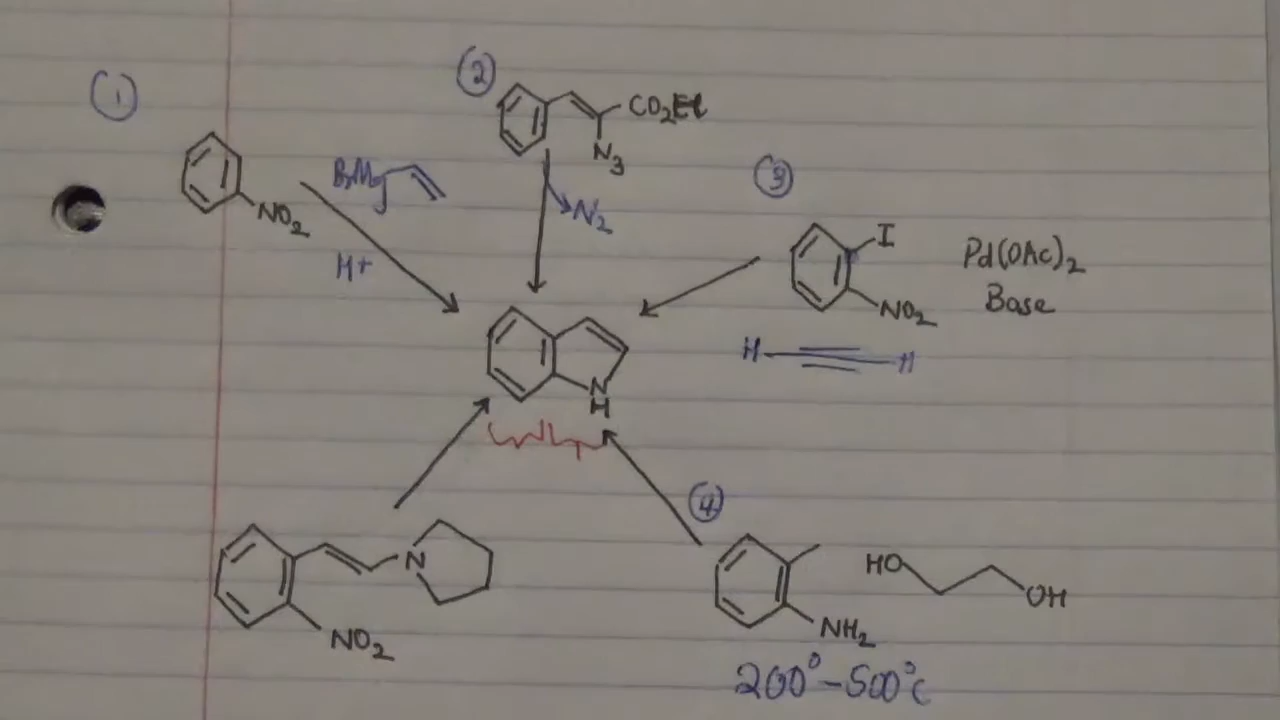 ①
NO₂
BrMg
H+
②
CO₂Et
N₃
N₂
③
I
NO₂
Pd(OAc)₂
Base
H H
N
H
N
NO₂
④
NH₂
HO
OH
200° - 500°C